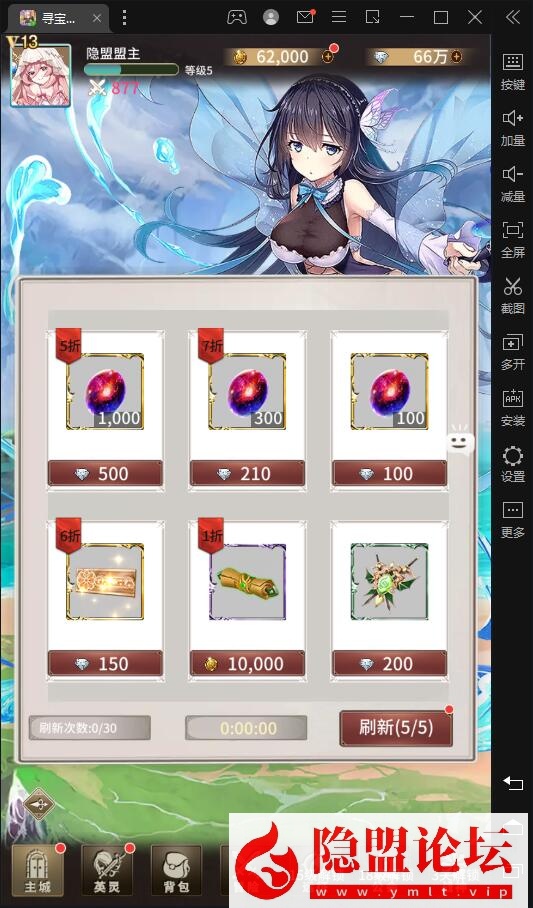 寻宝...
V13
隐盟盟主
62,000
66万
等级5
877
按键
加量
减量
全屏
截图
多开
APK
安装
设置
更多
5折
7折
1,000
300
100
500
210
100
6折
1折
150
10,000
200
刷新次数:0/30
0:00:00
刷新(5/5)
主城
英灵
背包
隐盟论坛
www.ymlt.vip